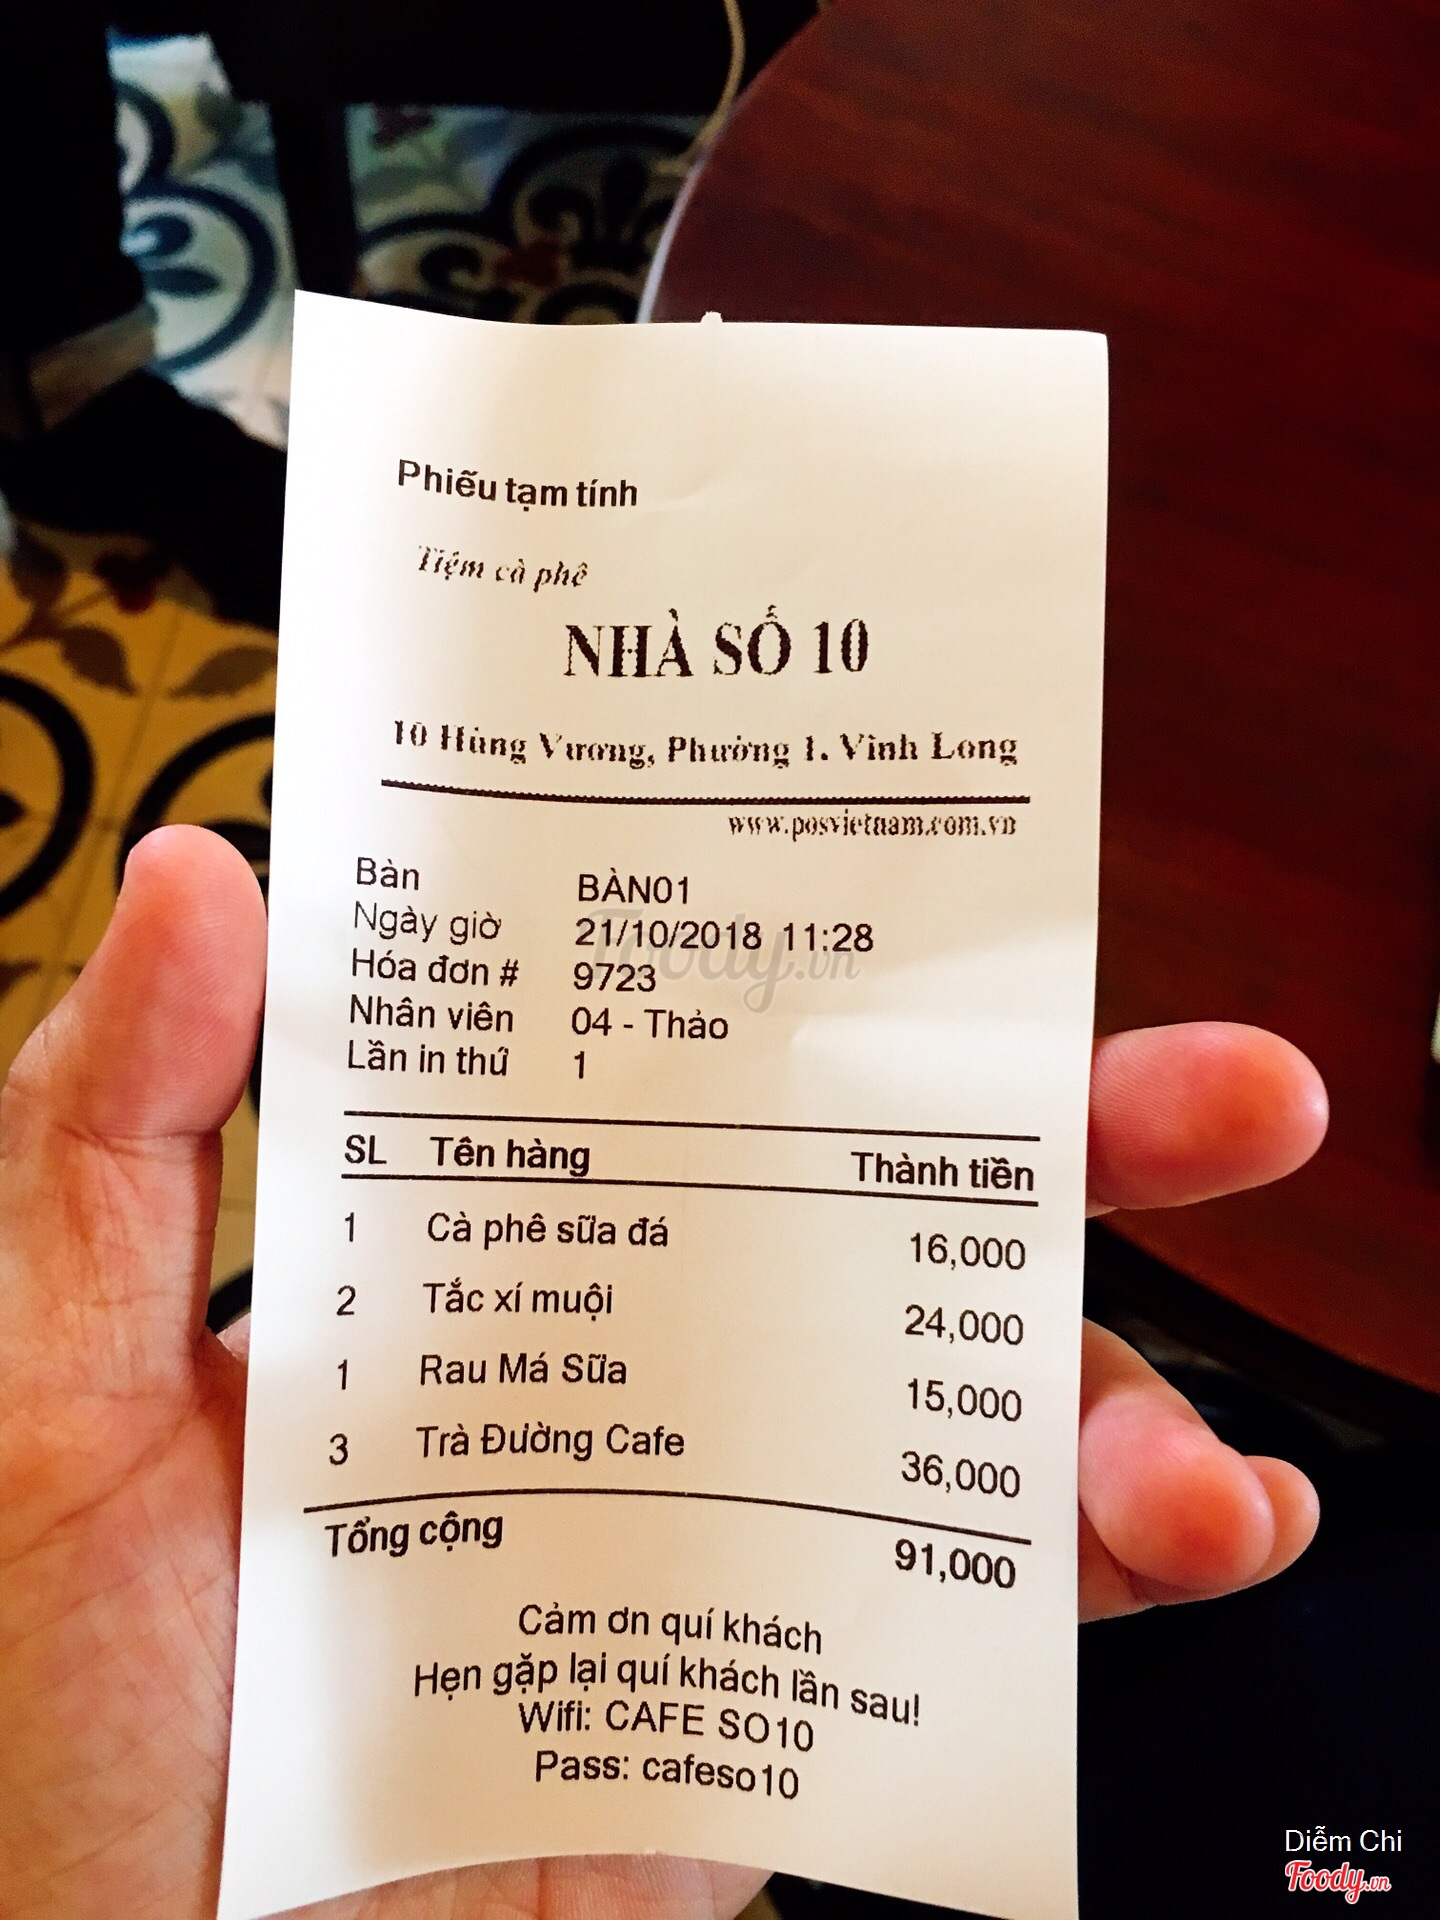 Phiếu tạm tính
Tiệm cà phê
NHÀ SỐ 10
10 Hùng Vương, Phường 1. Vĩnh Long
www.posvietnam.com.vn
Bàn BÀN01
Ngày giờ 21/10/2018 11:28
Hóa đơn # 9723
Nhân viên 04 - Thảo
Lần in thứ 1
SL Tên hàng Thành tiền
1 Cà phê sữa đá 16,000
2 Tắc xí muội 24,000
1 Rau Má Sữa 15,000
3 Trà Đường Cafe 36,000
Tổng cộng 91,000
Cảm ơn quí khách
Hẹn gặp lại quí khách lần sau!
Wifi: CAFE SO10
Pass: cafeso10
Foody.vn
Diễm Chi
Foody.vn